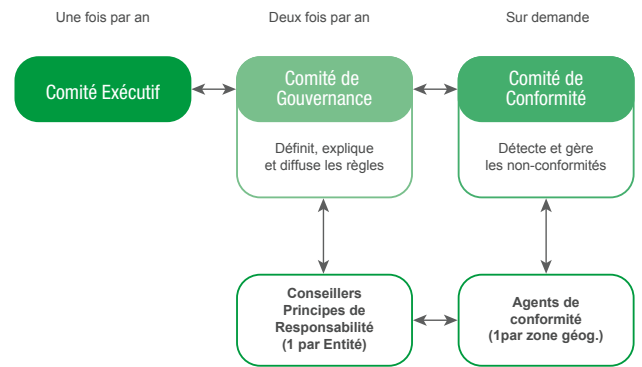 Une fois par an
Deux fois par an
Sur demande
Comité Exécutif
Comité de
Gouvernance
Comité de
Conformité
Définit, explique
et diffuse les règles
Détecte et gère
les non-conformités
Conseillers
Principes de
Responsabilité
(1 par Entité)
Agents de
conformité
(1par zone géog.)